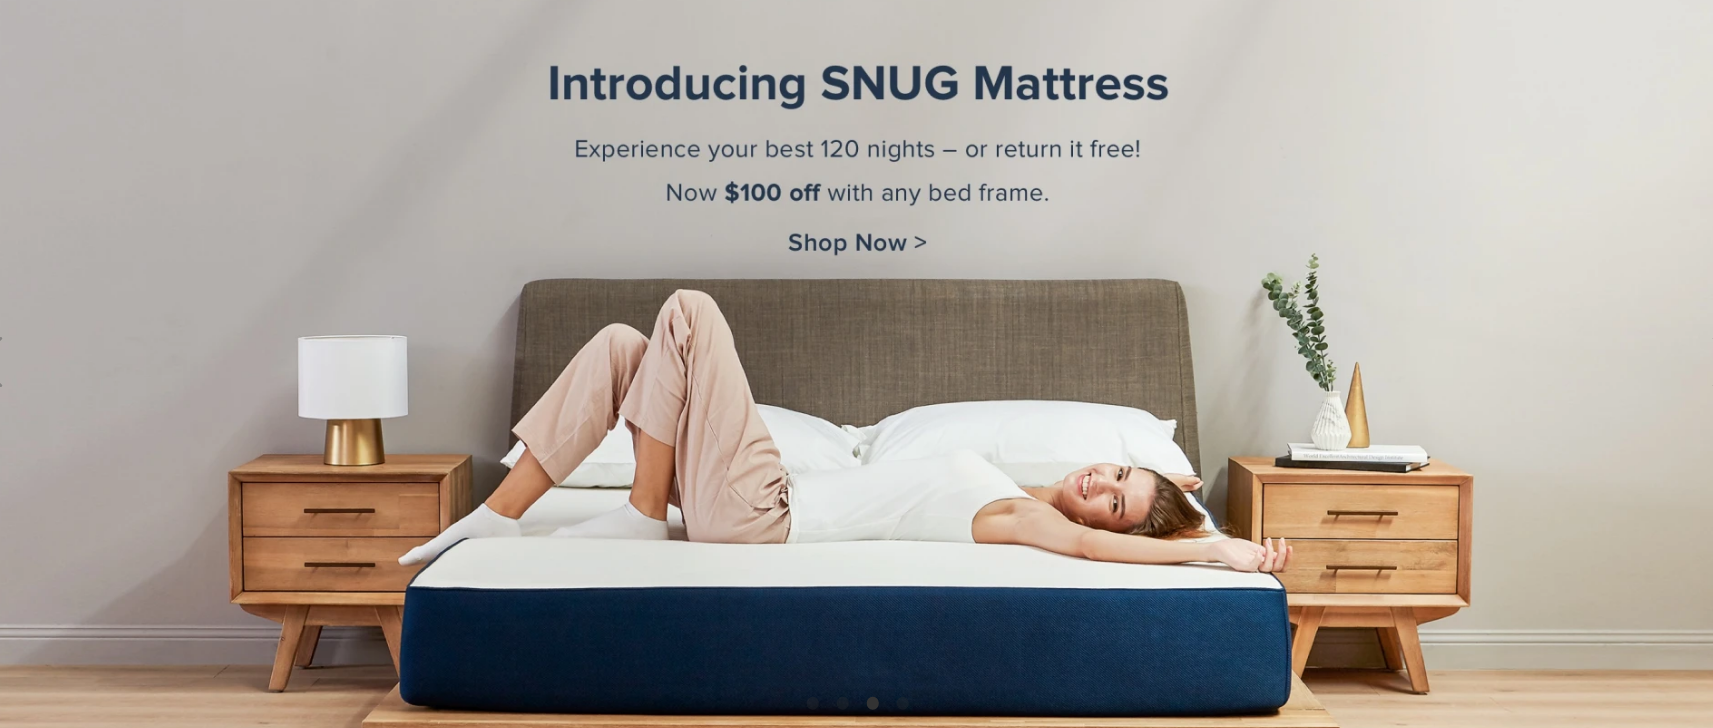 Introducing SNUG Mattress
Experience your best 120 nights – or return it free!
Now $100 off with any bed frame.
Shop Now >